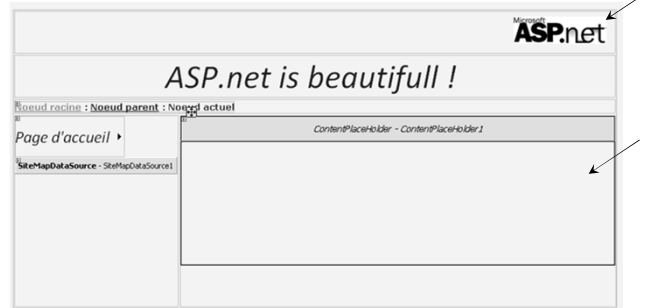 Microsoft
ASP.net
ASP.net is beautifull !
Noeud racine : Noeud parent : Noeud actuel
Page d'accueil
ContentPlaceHolder - ContentPlaceHolder1
SiteMapDataSource - SiteMapDataSource1